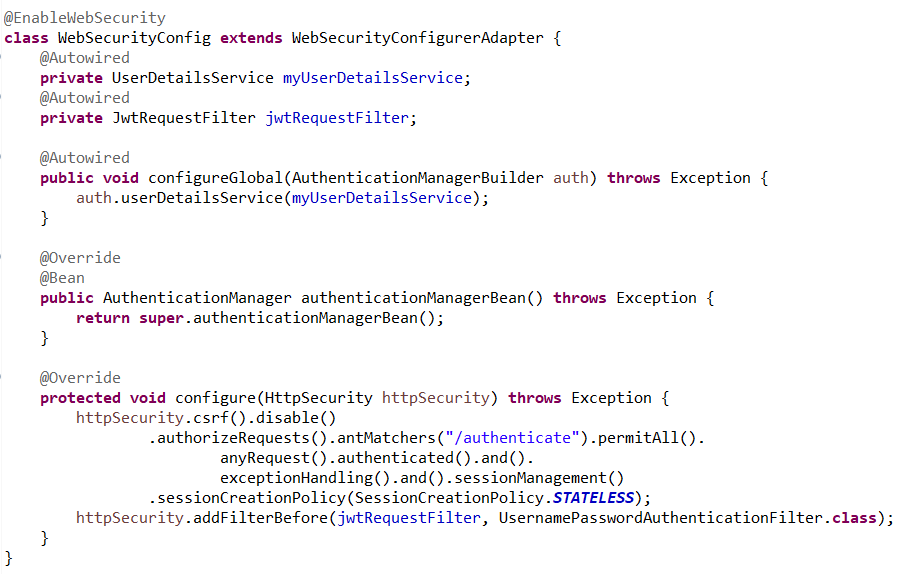 @EnableWebSecurity
class WebSecurityConfig extends WebSecurityConfigurerAdapter {
@Autowired
private UserDetailsService myUserDetailsService;
@Autowired
private JwtRequestFilter jwtRequestFilter;
@Autowired
public void configureGlobal(AuthenticationManagerBuilder auth) throws Exception {
auth.userDetailsService(myUserDetailsService);
}
@Override
@Bean
public AuthenticationManager authenticationManagerBean() throws Exception {
return super.authenticationManagerBean();
}
@Override
protected void configure(HttpSecurity httpSecurity) throws Exception {
httpSecurity.csrf().disable()
.authorizeRequests().antMatchers("/authenticate").permitAll().
anyRequest().authenticated().and().
exceptionHandling().and().sessionManagement()
.sessionCreationPolicy(SessionCreationPolicy.STATELESS);
httpSecurity.addFilterBefore(jwtRequestFilter, UsernamePasswordAuthenticationFilter.class);
}
}